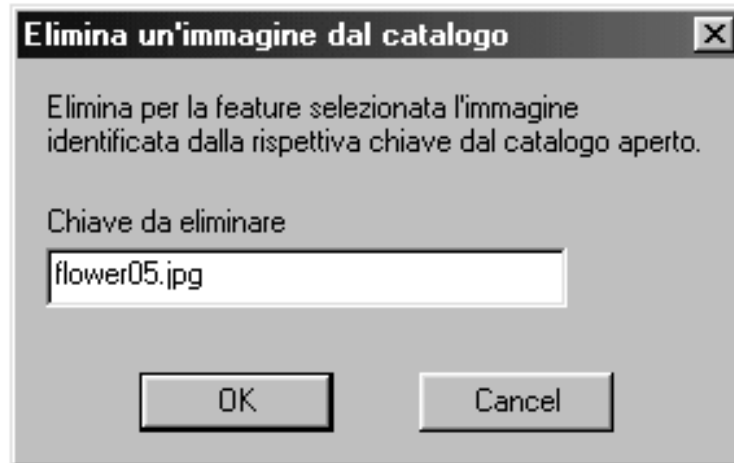 Elimina un'immagine dal catalogo
Elimina per la feature selezionata l'immagine
identificata dalla rispettiva chiave dal catalogo aperto.
Chiave da eliminare
flower05.jpg
OK
Cancel